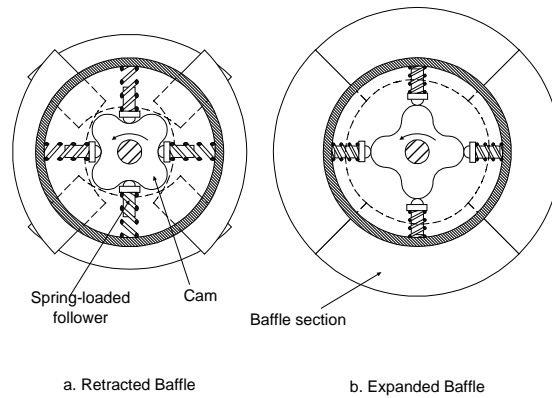 Spring-loaded
follower
Cam
Baffle section
a. Retracted Baffle
b. Expanded Baffle